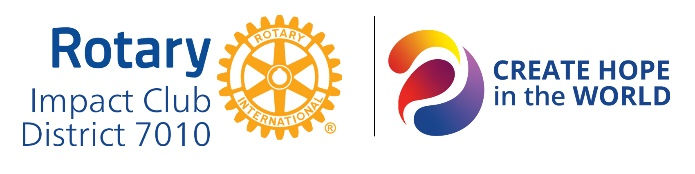 Rotary
Impact Club
District 7010
ROTARY
INTERNATIONAL
®
CREATE HOPE
in the WORLD